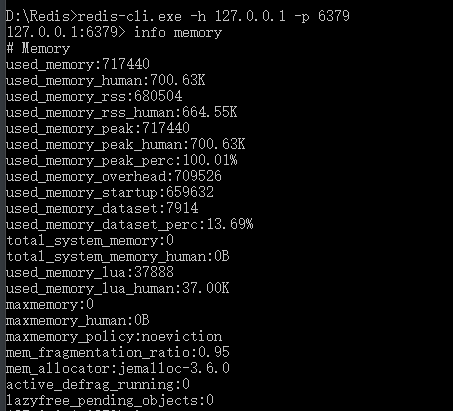 D:\Redis>redis-cli.exe -h 127.0.0.1 -p 6379
127.0.0.1:6379> info memory
# Memory
used_memory:717440
used_memory_human:700.63K
used_memory_rss:680504
used_memory_rss_human:664.55K
used_memory_peak:717440
used_memory_peak_human:700.63K
used_memory_peak_perc:100.01%
used_memory_overhead:709526
used_memory_startup:659632
used_memory_dataset:7914
used_memory_dataset_perc:13.69%
total_system_memory:0
total_system_memory_human:0B
used_memory_lua:37888
used_memory_lua_human:37.00K
maxmemory:0
maxmemory_human:0B
maxmemory_policy:noeviction
mem_fragmentation_ratio:0.95
mem_allocator:jemalloc-3.6.0
active_defrag_running:0
lazyfree_pending_objects:0